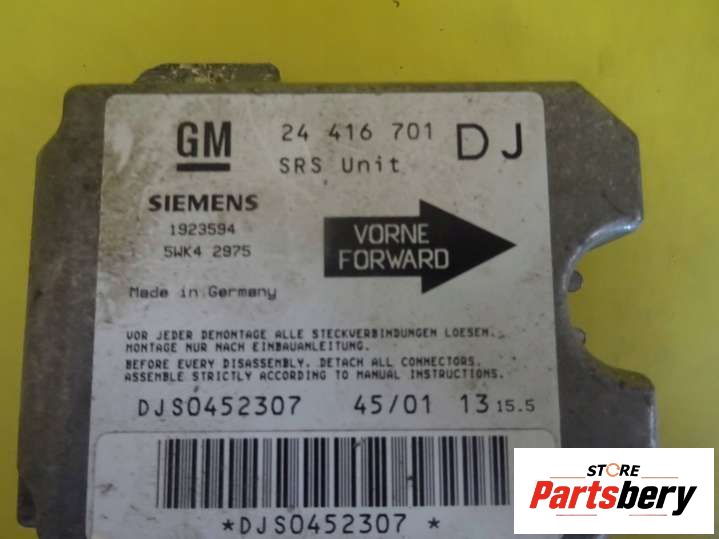 GM 24 416 701 DJ
SRS Unit
SIEMENS
1923594
5WK4 2975
VORNE
FORWARD
Made in Germany
VOR JEDER DEMONTAGE ALLE STECKVERBINDUNGEN LOESEN.
MONTAGE NUR NACH EINBAUANLEITUNG.
BEFORE EVERY DISASSEMBLY. DETACH ALL CONNECTORS.
ASSEMBLE STRICTLY ACCORDING TO MANUAL INSTRUCTIONS.
DJS0452307 45/01 13 15.5
*DJS0452307 *
STORE
Partsbery